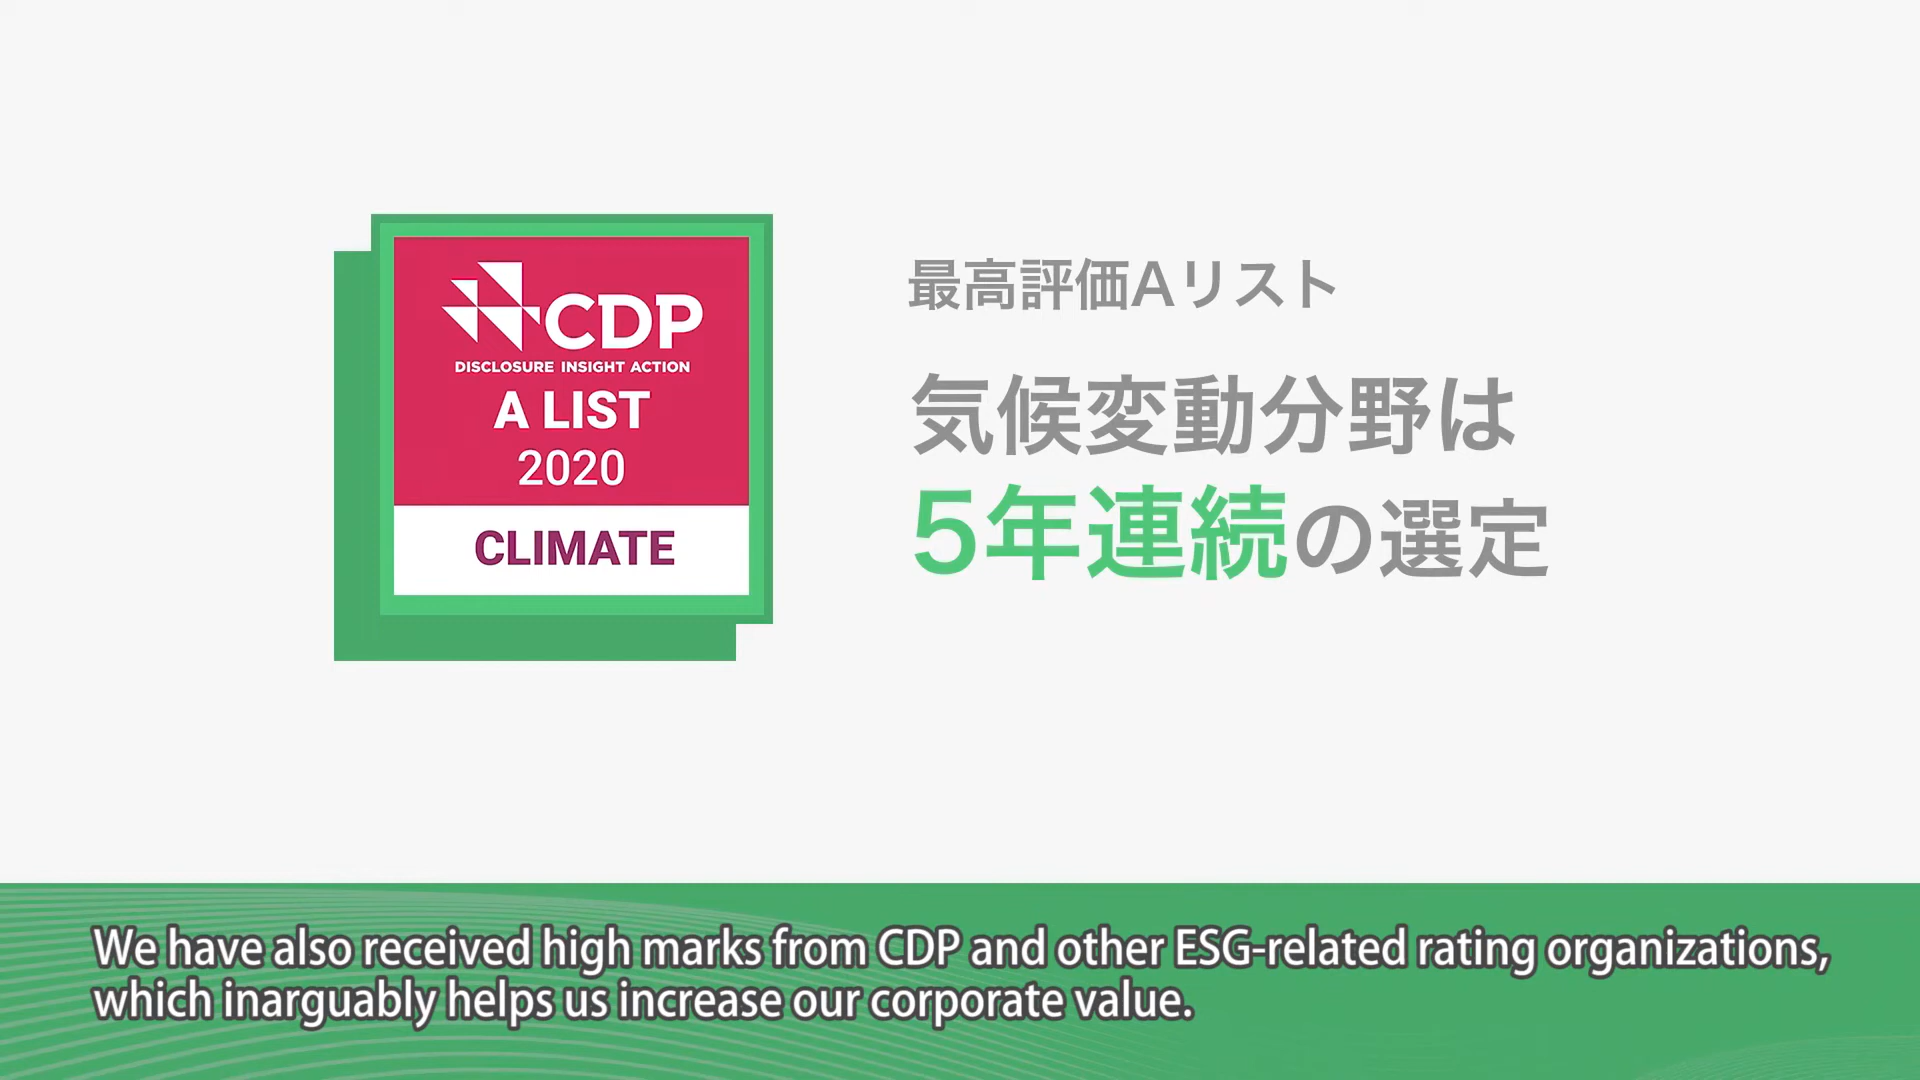 CDP
DISCLOSURE INSIGHT ACTION
A LIST
2020
CLIMATE
最高評価Aリスト
気候変動分野は
5年連続の選定
We have also received high marks from CDP and other ESG-related rating organizations,
which inarguably helps us increase our corporate value.